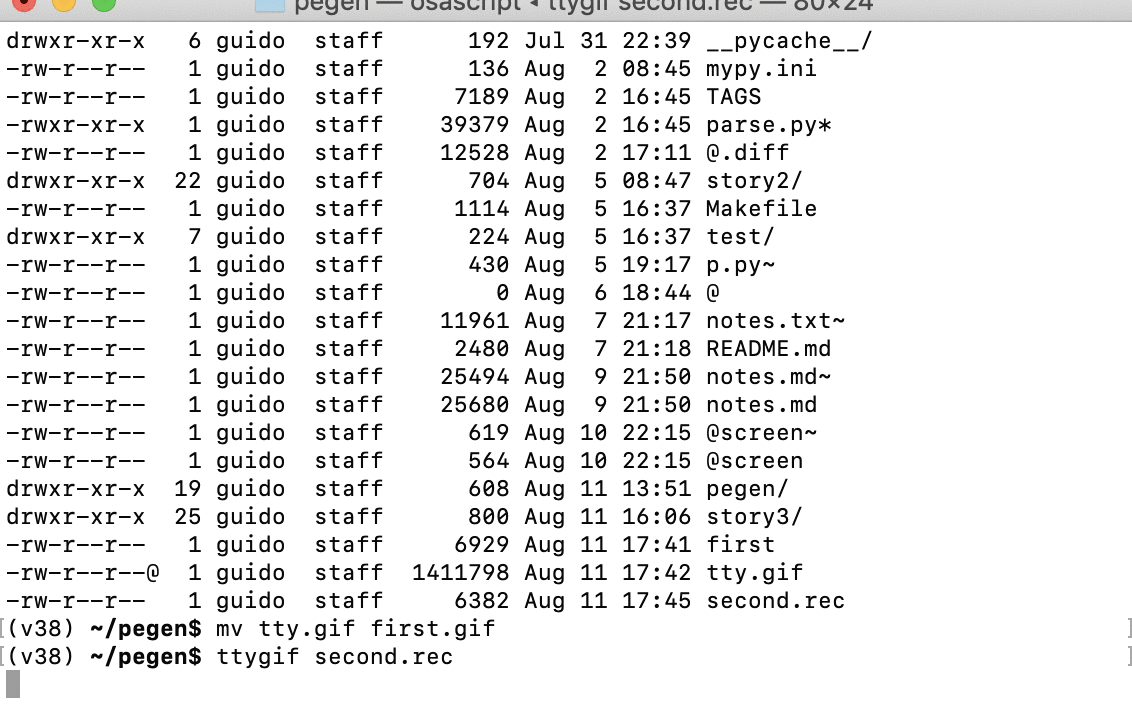 pegen — osascript ◂ ttygif second.rec — 80×24
drwxr-xr-x   6 guido  staff      192 Jul 31 22:39 __pycache__/
-rw-r--r--   1 guido  staff      136 Aug  2 08:45 mypy.ini
-rw-r--r--   1 guido  staff     7189 Aug  2 16:45 TAGS
-rwxr-xr-x   1 guido  staff    39379 Aug  2 16:45 parse.py*
-rw-r--r--   1 guido  staff    12528 Aug  2 17:11 @.diff
drwxr-xr-x  22 guido  staff      704 Aug  5 08:47 story2/
-rw-r--r--   1 guido  staff     1114 Aug  5 16:37 Makefile
drwxr-xr-x   7 guido  staff      224 Aug  5 16:37 test/
-rw-r--r--   1 guido  staff      430 Aug  5 19:17 p.py~
-rw-r--r--   1 guido  staff        0 Aug  6 18:44 @
-rw-r--r--   1 guido  staff    11961 Aug  7 21:17 notes.txt~
-rw-r--r--   1 guido  staff     2480 Aug  7 21:18 README.md
-rw-r--r--   1 guido  staff    25494 Aug  9 21:50 notes.md~
-rw-r--r--   1 guido  staff    25680 Aug  9 21:50 notes.md
-rw-r--r--   1 guido  staff      619 Aug 10 22:15 @screen~
-rw-r--r--   1 guido  staff      564 Aug 10 22:15 @screen
drwxr-xr-x  19 guido  staff      608 Aug 11 13:51 pegen/
drwxr-xr-x  25 guido  staff      800 Aug 11 16:06 story3/
-rw-r--r--   1 guido  staff     6929 Aug 11 17:41 first
-rw-r--r--@  1 guido  staff  1411798 Aug 11 17:42 tty.gif
-rw-r--r--   1 guido  staff     6382 Aug 11 17:45 second.rec
[(v38) ~/pegen$ mv tty.gif first.gif ]
[(v38) ~/pegen$ ttygif second.rec ]